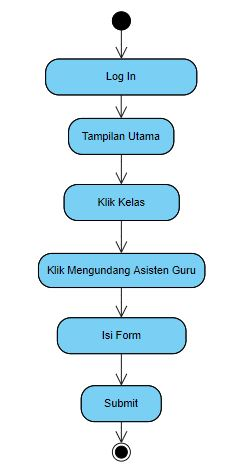 Log In
Tampilan Utama
Klik Kelas
Klik Mengundang Asisten Guru
Isi Form
Submit